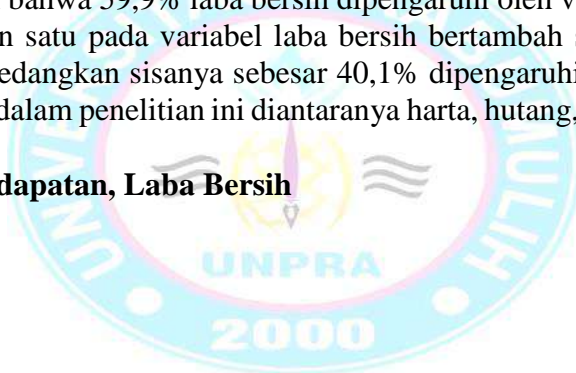 bahwa 59,9% laba bersih dipengaruhi oleh v
n satu pada variabel laba bersih bertambah s
edangkan sisanya sebesar 40,1% dipengaruhi
dalam penelitian ini diantaranya harta, hutang,
dapatan, Laba Bersih
UNPRA
2000